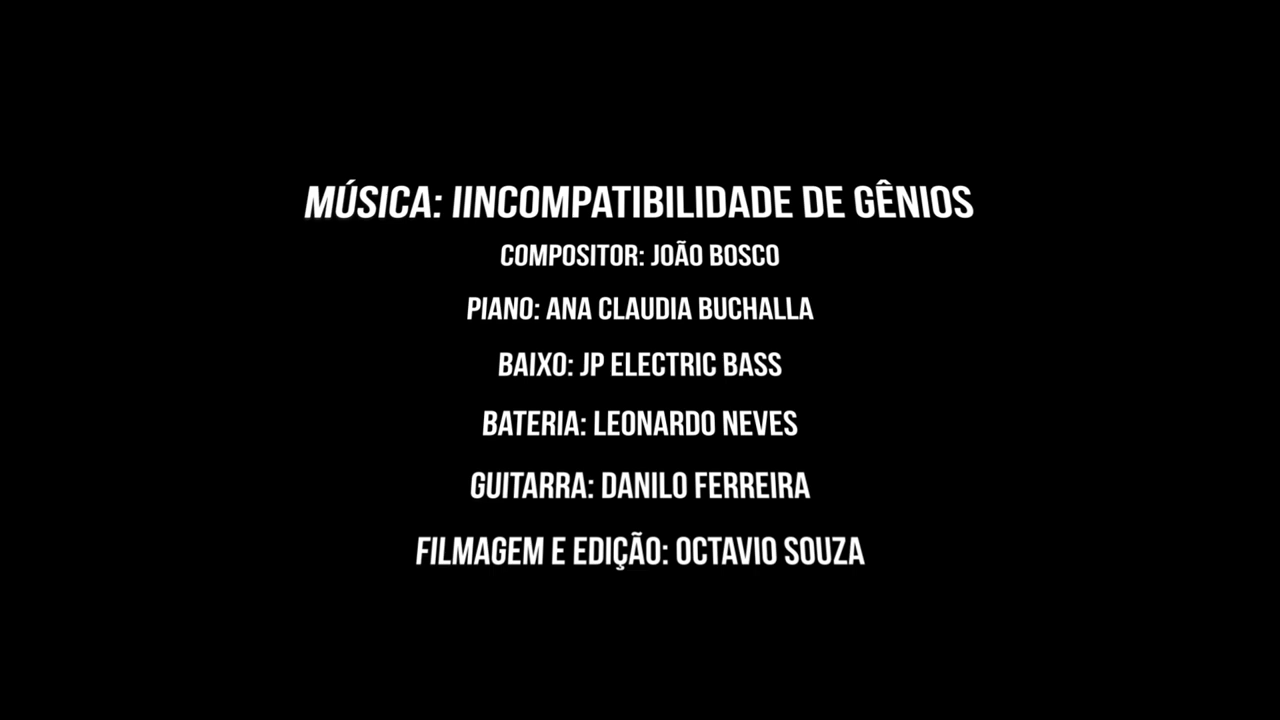 MÚSICA: IINCOMPATIBILIDADE DE GÊNIOS
COMPOSITOR: JOÃO BOSCO
PIANO: ANA CLAUDIA BUCHALLA
BAIXO: JP ELECTRIC BASS
BATERIA: LEONARDO NEVES
GUITARRA: DANILO FERREIRA
FILMAGEM E EDIÇÃO: OCTAVIO SOUZA